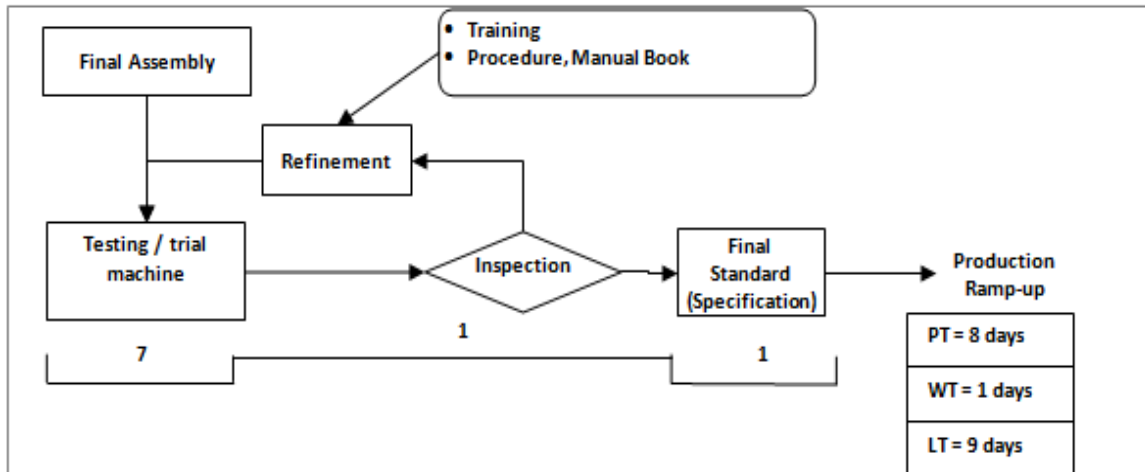 • Training
• Procedure, Manual Book
Final Assembly
Refinement
Testing / trial
machine
Inspection
Final
Standard
(Specification)
Production
Ramp-up
7
1
1
PT = 8 days
WT = 1 days
LT = 9 days